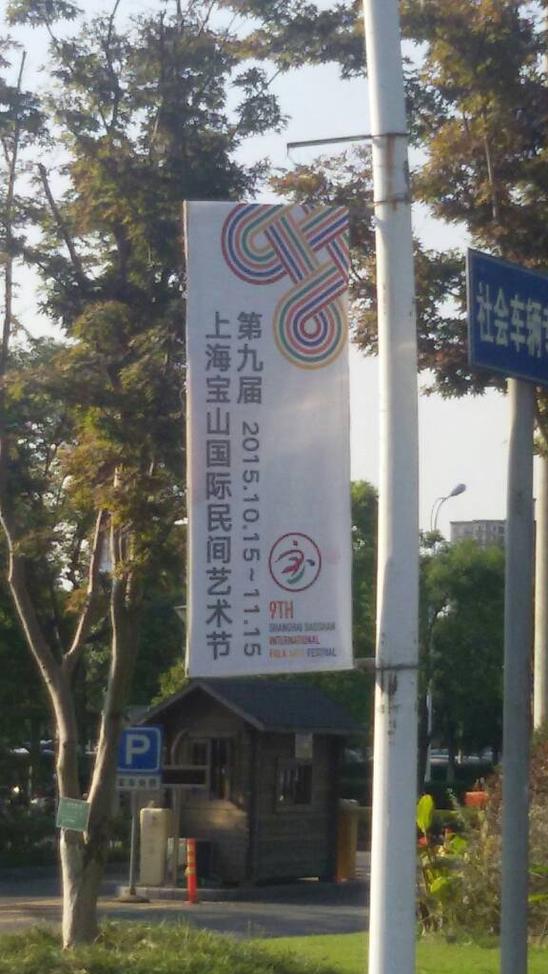 第九届 2015.10.15~11.15
上海宝山国际民间艺术节
9TH
SHANGHAI BAOSHAN
INTERNATIONAL
FOLK ARTS FESTIVAL
社会车辆
P